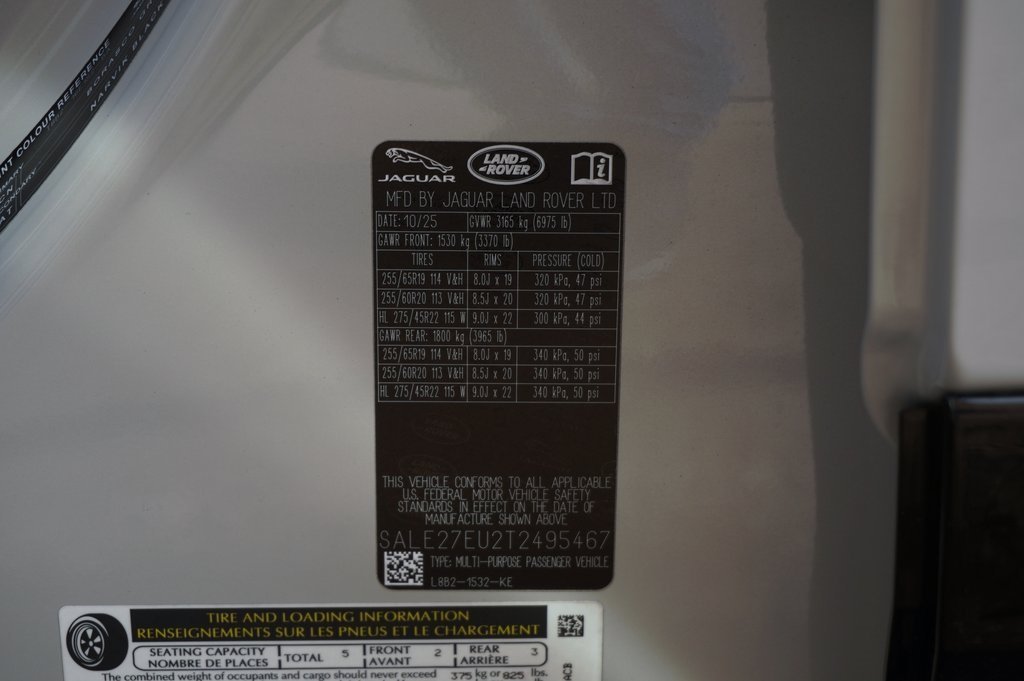 NT COLOUR REFERENCE
BORASCO GR
NARVIK BLACK
JAGUAR LAND ROVER
MFD BY JAGUAR LAND ROVER LTD
DATE: 10/25 GVWR 3165 kg (6975 lb)
GAWR FRONT: 1530 kg (3370 lb)
TIRES RIMS PRESSURE (COLD)
255/65R19 114 V&H 8.0J x 19 320 kPa, 47 psi
255/60R20 113 V&H 8.5J x 20 320 kPa, 47 psi
HL 275/45R22 115 W 9.0J x 22 300 kPa, 44 psi
GAWR REAR: 1800 kg (3965 lb)
255/65R19 114 V&H 8.0J x 19 340 kPa, 50 psi
255/60R20 113 V&H 8.5J x 20 340 kPa, 50 psi
HL 275/45R22 115 W 9.0J x 22 340 kPa, 50 psi
THIS VEHICLE CONFORMS TO ALL APPLICABLE
U.S. FEDERAL MOTOR VEHICLE SAFETY
STANDARDS IN EFFECT ON THE DATE OF
MANUFACTURE SHOWN ABOVE
SALE27EU2T2495467
TYPE: MULTI-PURPOSE PASSENGER VEHICLE
L8B2-1532-KE
TIRE AND LOADING INFORMATION
RENSEIGNEMENTS SUR LES PNEUS ET LE CHARGEMENT
SEATING CAPACITY
NOMBRE DE PLACES
TOTAL 5
FRONT
AVANT 2
REAR
ARRIÈRE 3
The combined weight of occupants and cargo should never exceed 375 kg or 825 lbs.
ACB